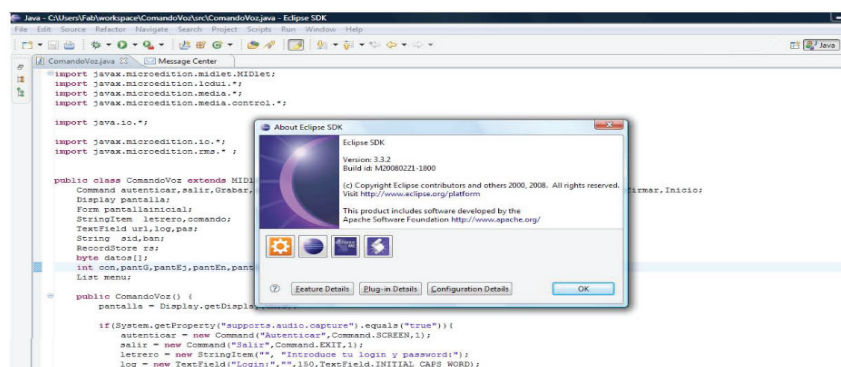 Java - C:\Users\Fab\workspace\ComandoVoz\src\ComandoVoz.java - Eclipse SDK
File Edit Source Refactor Navigate Search Project Scripts Run Window Help
Java
ComandoVoz.java Message Center
import javax.microedition.midlet.MIDlet;
import javax.microedition.lcdui.*;
import javax.microedition.media.*;
import javax.microedition.media.control.*;
import java.io.*;
import javax.microedition.io.*;
import javax.microedition.rms.* ;
public class ComandoVoz extends MIDl
Command autenticar,salir,Grabar, irmar,Inicio;
Display pantalla;
Form pantallainicial;
StringItem letrero,comando;
TextField url,log,pas;
String sid,ban;
RecordStore rs;
byte datos[];
int con,pantG,pantEj,pantEn,pant
List menu;
public ComandoVoz() {
pantalla = Display.getDispla
if(System.getProperty("supports.audio.capture").equals("true")){
autenticar = new Command("Autenticar",Command.SCREEN,1);
salir = new Command("Salir",Command.EXIT,1);
letrero = new StringItem("", "Introduce tu login y password:");
log = new TextField("Login:","",150,TextField.INITIAL_CAPS_WORD);
About Eclipse SDK
Eclipse SDK
Version: 3.3.2
Build id: M20080221-1800
(c) Copyright Eclipse contributors and others 2000, 2008. All rights reserved.
Visit http://www.eclipse.org/platform
This product includes software developed by the
Apache Software Foundation http://www.apache.org/
Feature Details Plug-in Details Configuration Details OK